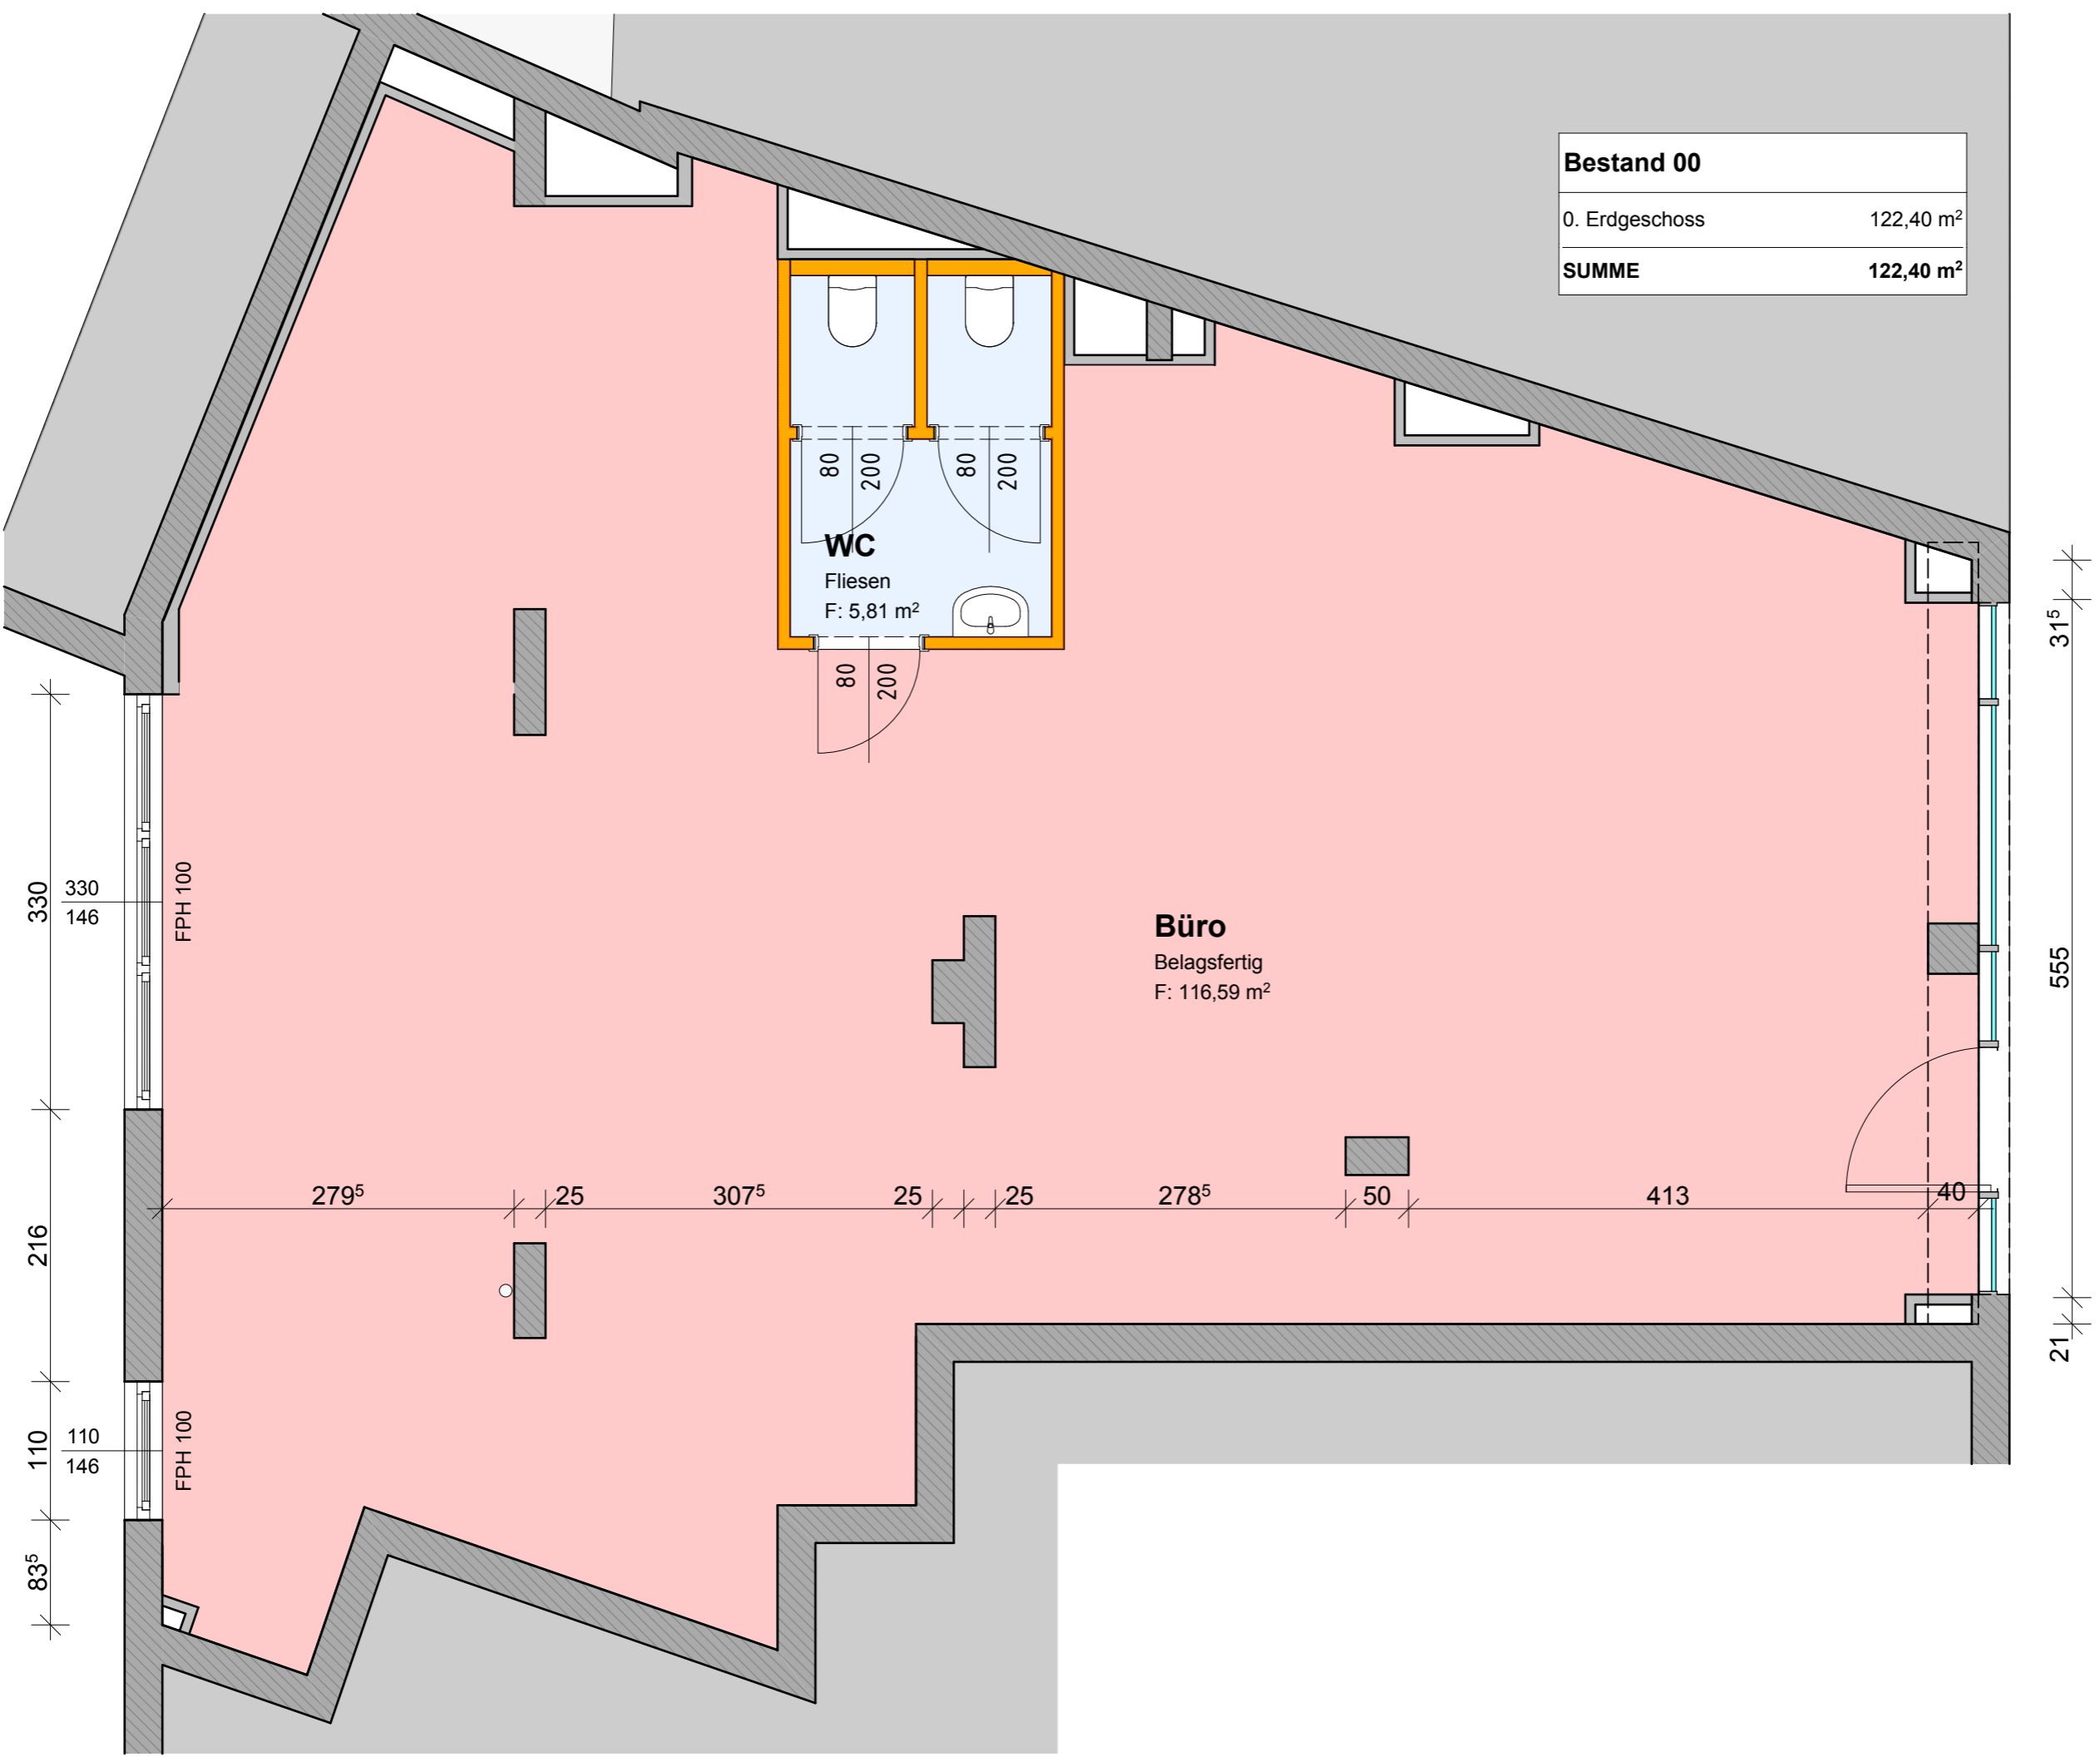 Bestand 00
0. Erdgeschoss 122,40 m²
SUMME 122,40 m²
80 200
80 200
WC
Fliesen
F: 5,81 m²
80 200
31⁵
330
330
146
FPH 100
Büro
Belagsfertig
F: 116,59 m²
555
279⁵ 25 307⁵ 25 25 278⁵ 50 413 40
216
21
110
110
146
FPH 100
83⁵